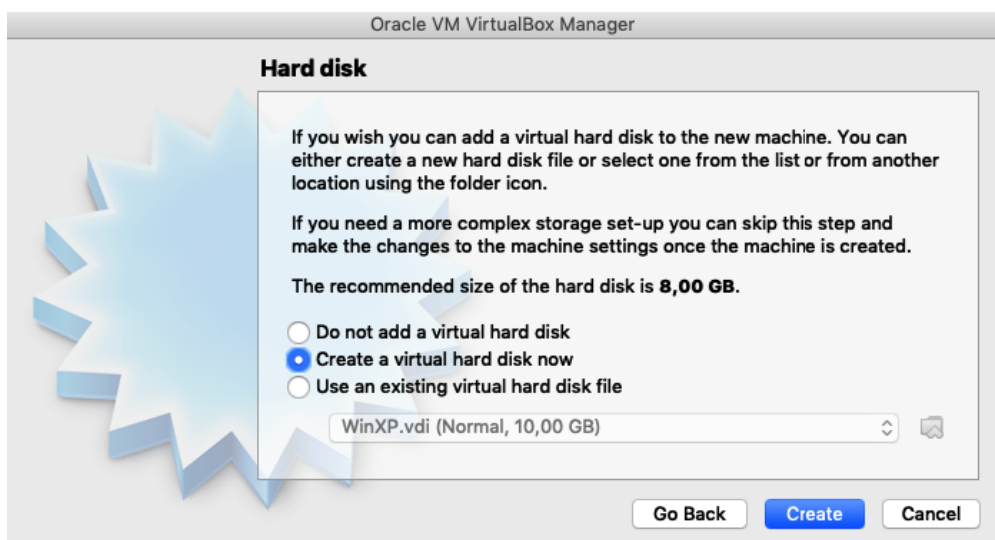 Oracle VM VirtualBox Manager
Hard disk
If you wish you can add a virtual hard disk to the new machine. You can
either create a new hard disk file or select one from the list or from another
location using the folder icon.
If you need a more complex storage set-up you can skip this step and
make the changes to the machine settings once the machine is created.
The recommended size of the hard disk is 8,00 GB.
Do not add a virtual hard disk
Create a virtual hard disk now
Use an existing virtual hard disk file
WinXP.vdi (Normal, 10,00 GB)
Go Back Create Cancel